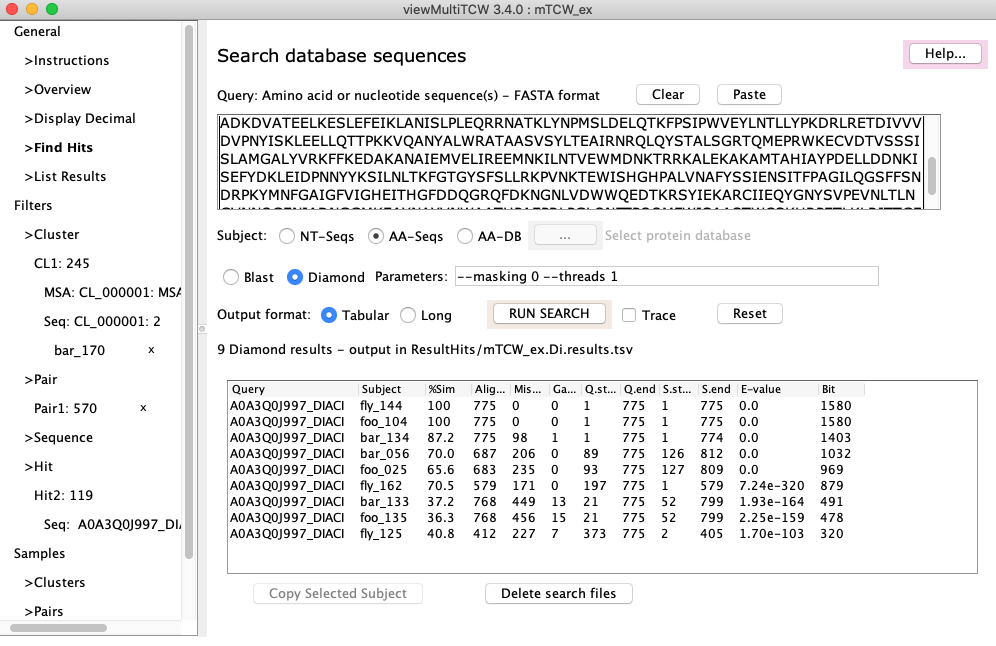 viewMultiTCW 3.4.0 : mTCW_ex
General
>Instructions
>Overview
>Display Decimal
>Find Hits
>List Results
Filters
>Cluster
CL1: 245
MSA: CL_000001: MSA
Seq: CL_000001: 2
bar_170 x
>Pair
Pair1: 570 x
>Sequence
>Hit
Hit2: 119
Seq: A0A3Q0J997_DIA
Samples
>Clusters
>Pairs
Search database sequences
Help...
Query: Amino acid or nucleotide sequence(s) – FASTA format
Clear
Paste
ADKDVATEELKESLEFEIKLANISLPLEQRRNATKLYNPMSLDELQTKFPSIPWVEYLNTLLYPKDRLRETDIVVV
DVPNYISKLEELLQTTPKKVQANYALWRATAASVSYLTEAIRNRQLQYSTALSGRTQMEPRWKECVDTVSSSI
SLAMGALYVRKFFKEDAKANAIEMVELIREEMNKILNTVEWMDNKTRRKALEKAKAMTAHIAYPDELLDDNKI
SEFYDKLEIDPNNYYKSILNLTKFGTGYSFSLLRKPVNKTEWISHGHPALVNAFYSSIENSITFPAGILQGSFFSN
DRPKYMNFGAIGFVIGHEITHGFDDQGRQFDKNGNLVDWWQEDTKRSYIEKARCIIEQYGNYSVPEVNLTLN
Subject: NT-Seqs AA-Seqs AA-DB ... Select protein database
Blast Diamond Parameters: --masking 0 --threads 1
Output format: Tabular Long RUN SEARCH Trace Reset
9 Diamond results – output in ResultHits/mTCW_ex.Di.results.tsv
Query Subject %Sim Alig... Mis... Ga... Q.st... Q.end S.st... S.end E-value Bit
A0A3Q0J997_DIACI fly_144 100 775 0 0 1 775 1 775 0.0 1580
A0A3Q0J997_DIACI foo_104 100 775 0 0 1 775 1 775 0.0 1580
A0A3Q0J997_DIACI bar_134 87.2 775 98 1 1 775 1 774 0.0 1403
A0A3Q0J997_DIACI bar_056 70.0 687 206 0 89 775 126 812 0.0 1032
A0A3Q0J997_DIACI foo_025 65.6 683 235 0 93 775 127 809 0.0 969
A0A3Q0J997_DIACI fly_162 70.5 579 171 0 197 775 1 579 7.24e-320 879
A0A3Q0J997_DIACI bar_133 37.2 768 449 13 21 775 52 799 1.93e-164 491
A0A3Q0J997_DIACI foo_135 36.3 768 456 15 21 775 52 799 2.25e-159 478
A0A3Q0J997_DIACI fly_125 40.8 412 227 7 373 775 2 405 1.70e-103 320
Copy Selected Subject
Delete search files